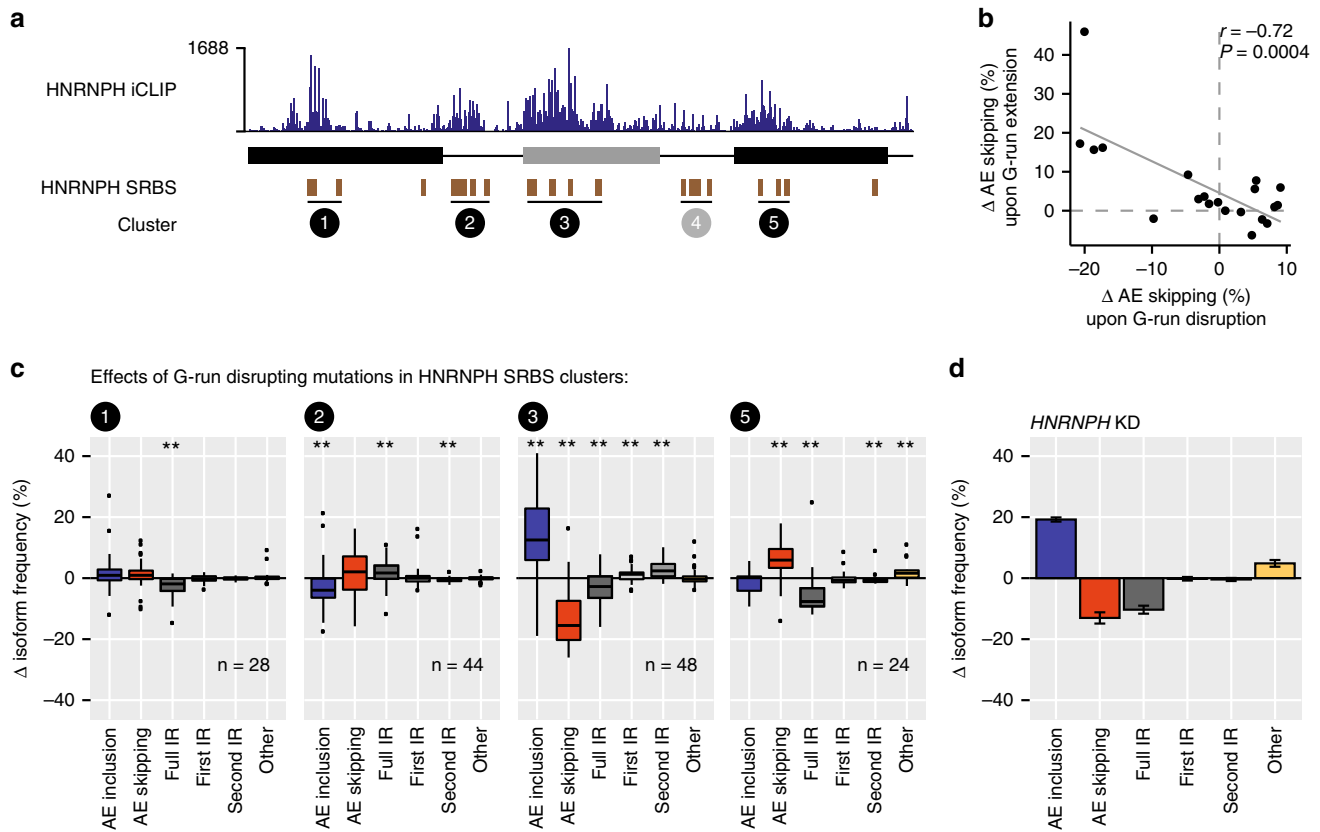 a
1688
HNRNPH iCLIP
HNRNPH SRBS
Cluster
1
2
3
4
5
b
Δ AE skipping (%)
upon G-run extension
40
30
20
10
0
r = −0.72
P = 0.0004
−20
−10
0
10
Δ AE skipping (%)
upon G-run disruption
c
Effects of G-run disrupting mutations in HNRNPH SRBS clusters:
Δ isoform frequency (%)
40
20
0
−20
−40
1
**
n = 28
AE inclusion
AE skipping
Full IR
First IR
Second IR
Other
2
** ** **
n = 44
AE inclusion
AE skipping
Full IR
First IR
Second IR
Other
3
** ** ** ** **
n = 48
AE inclusion
AE skipping
Full IR
First IR
Second IR
Other
5
** ** ** **
n = 24
AE inclusion
AE skipping
Full IR
First IR
Second IR
Other
d
HNRNPH KD
Δ isoform frequency (%)
40
20
0
−20
−40
AE inclusion
AE skipping
Full IR
First IR
Second IR
Other